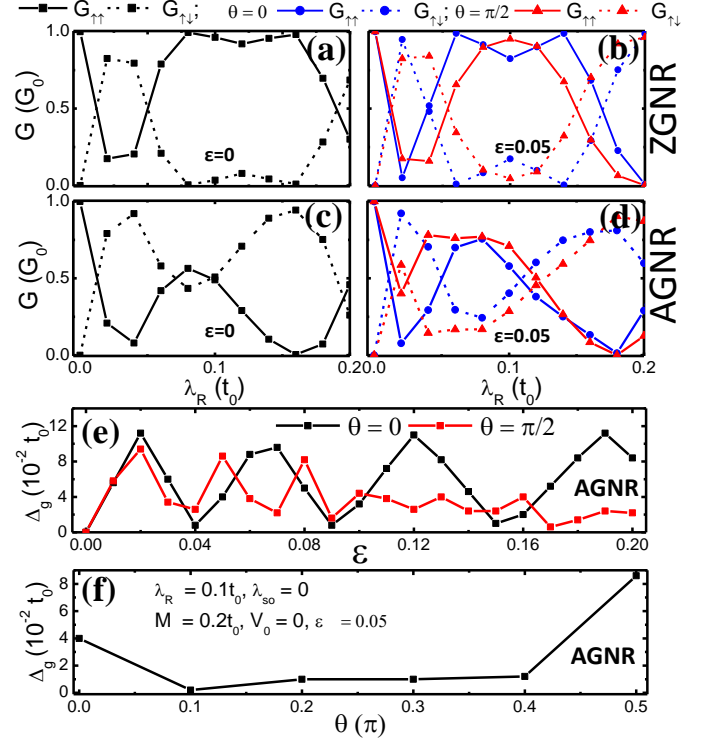 G↑↑ G↑↓; θ = 0 G↑↑ G↑↓; θ = π/2 G↑↑ G↑↓
1.0 (a) (b)
G (G₀) 0.5 ZGNR
ε=0 ε=0.05
0.0
1.0 (c) (d)
G (G₀) 0.5 AGNR
ε=0 ε=0.05
0.0
0.0 0.1 0.2 0.0 0.1 0.2
λR (t₀) λR (t₀)
(e) θ = 0 θ = π/2
Δg (10⁻² t₀) 12 8 4 0 AGNR
0.00 0.04 0.08 0.12 0.16 0.20
ε
(f) λR = 0.1t₀, λso = 0
M = 0.2t₀, V₀ = 0, ε = 0.05
Δg (10⁻² t₀) 8 6 4 2 0 AGNR
0.0 0.1 0.2 0.3 0.4 0.5
θ (π)